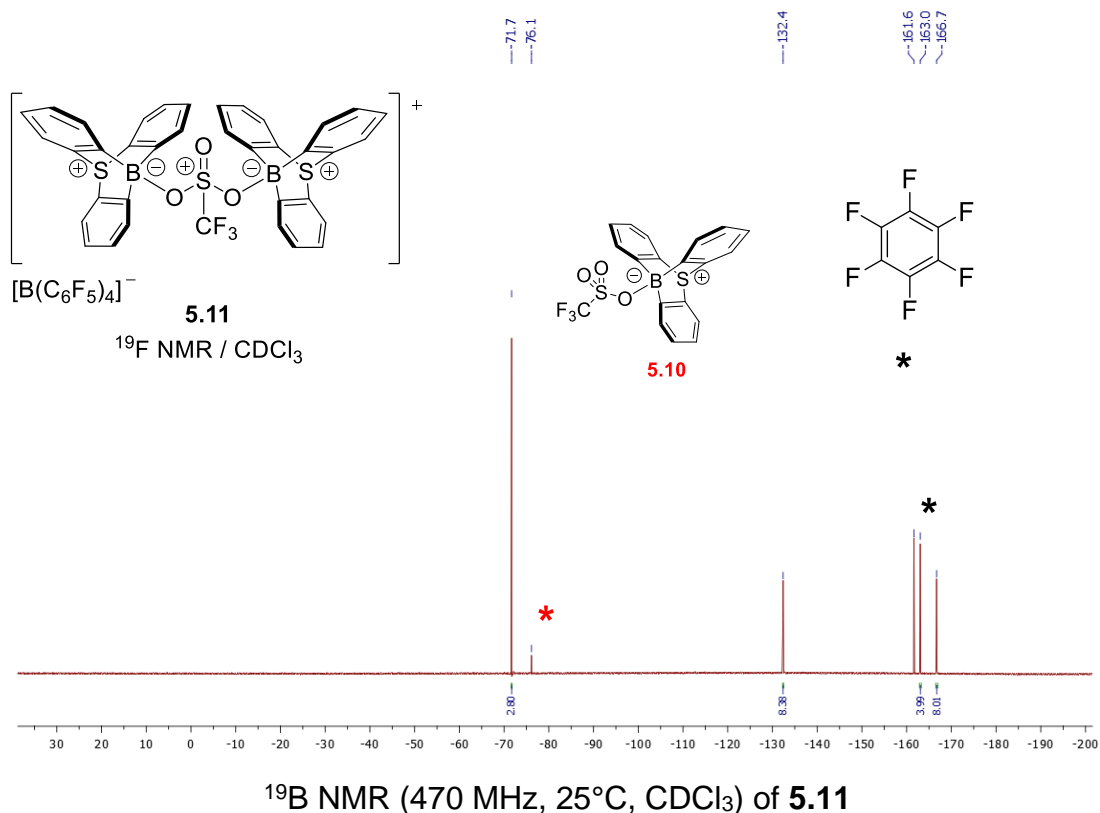 -71.7
-76.1
-132.4
-161.6
-163.0
-166.7
+
S B O S O O B S
CF₃
[B(C₆F₅)₄]⁻
5.11
¹⁹F NMR / CDCl₃
O O S O B S
F₃C
5.10
F F F F F F
*
*
*
2.80
8.38
3.99
8.01
30 20 10 0 -10 -20 -30 -40 -50 -60 -70 -80 -90 -100 -110 -120 -130 -140 -150 -160 -170 -180 -190 -200
¹⁹B NMR (470 MHz, 25°C, CDCl₃) of 5.11